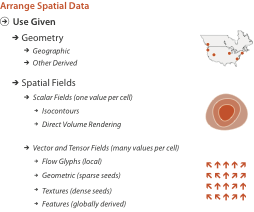 Arrange Spatial Data
Use Given
Geometry
Geographic
Other Derived
Spatial Fields
Scalar Fields (one value per cell)
Isocontours
Direct Volume Rendering
Vector and Tensor Fields (many values per cell)
Flow Glyphs (local)
Geometric (sparse seeds)
Textures (dense seeds)
Features (globally derived)